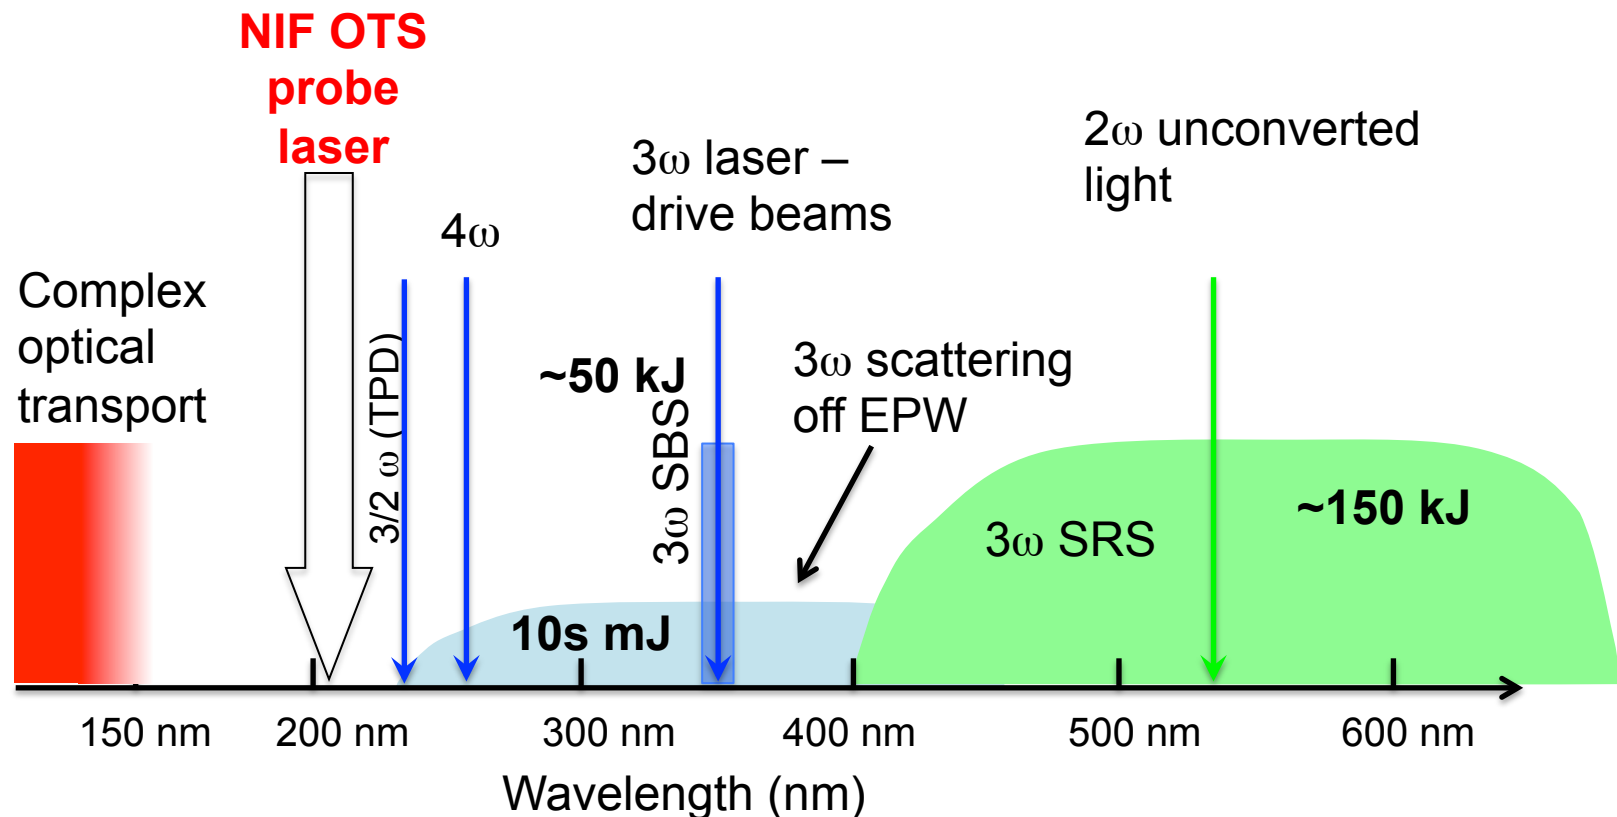 NIF OTS
probe
laser
Complex
optical
transport
3/2 ω (TPD)
4ω
3ω laser –
drive beams
2ω unconverted
light
~50 kJ
3ω SBS
3ω scattering
off EPW
10s mJ
3ω SRS
~150 kJ
150 nm
200 nm
300 nm
400 nm
500 nm
600 nm
Wavelength (nm)